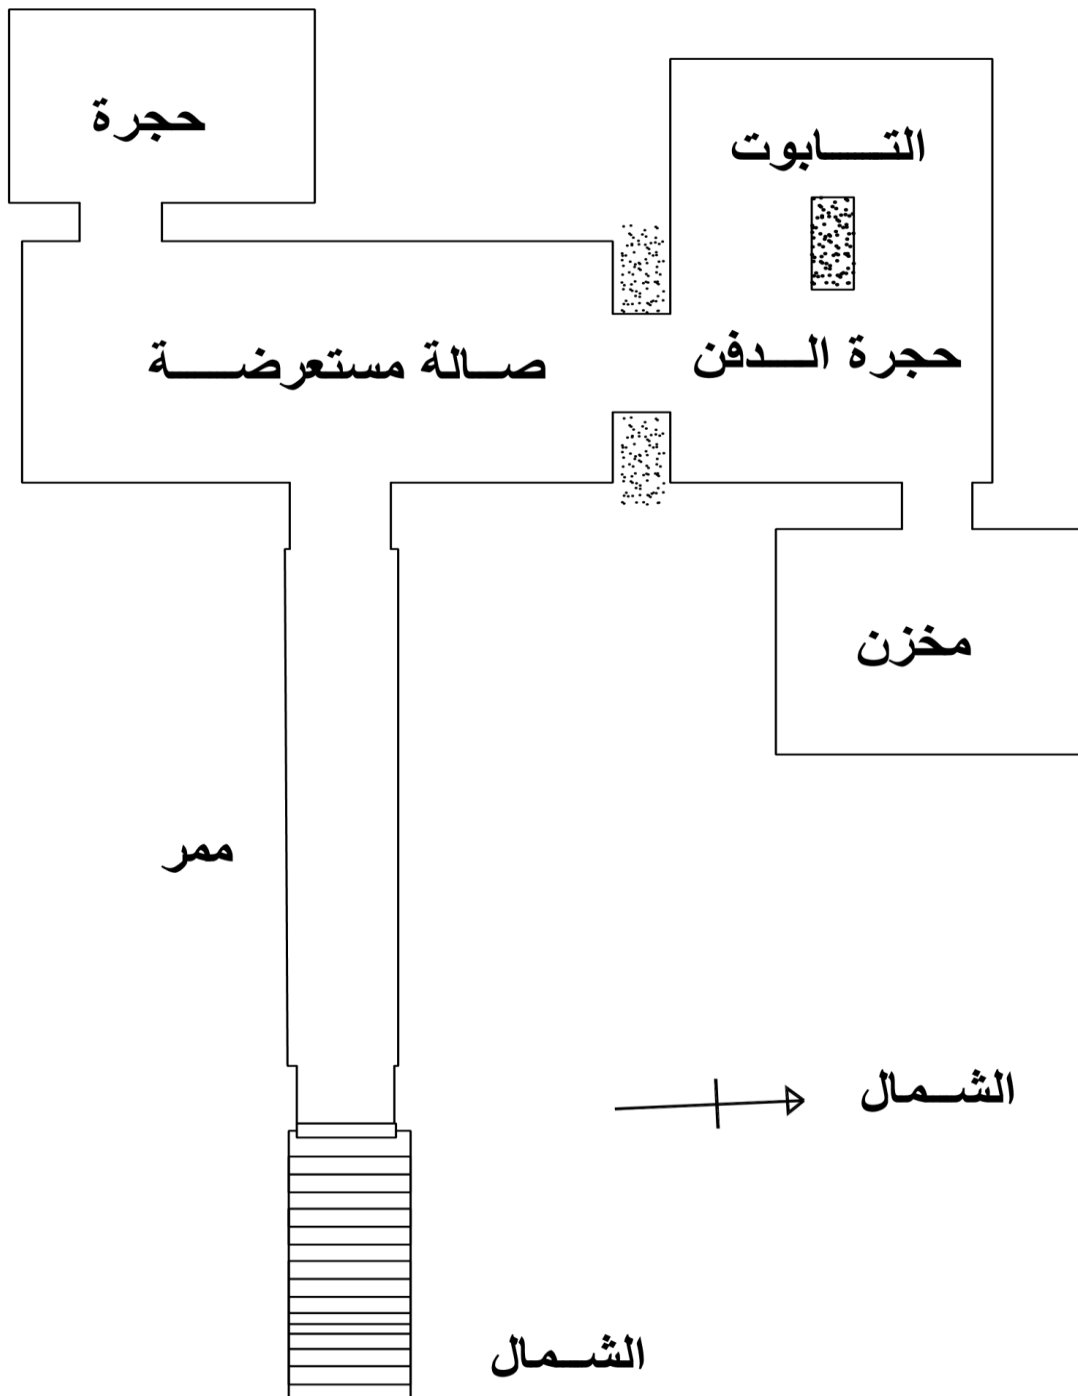 حجرة
التابوت
صالة مستعرضة
حجرة الدفن
مخزن
ممر
الشمال
الشمال